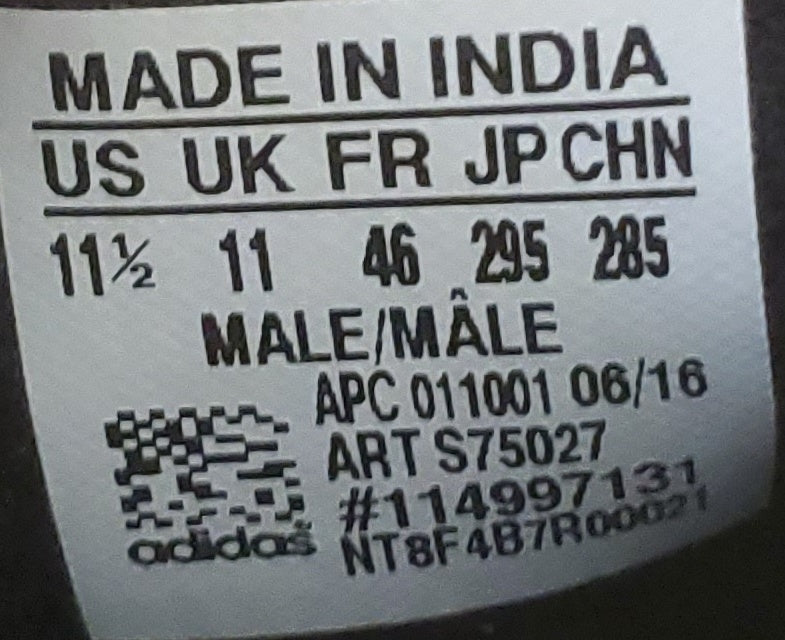 MADE IN INDIA
US UK FR JP CHN
11½ 11 46 295 285
MALE/MÂLE
APC 011001 06/16
ART S75027
#114997131
adidas NT8F4B7R00021